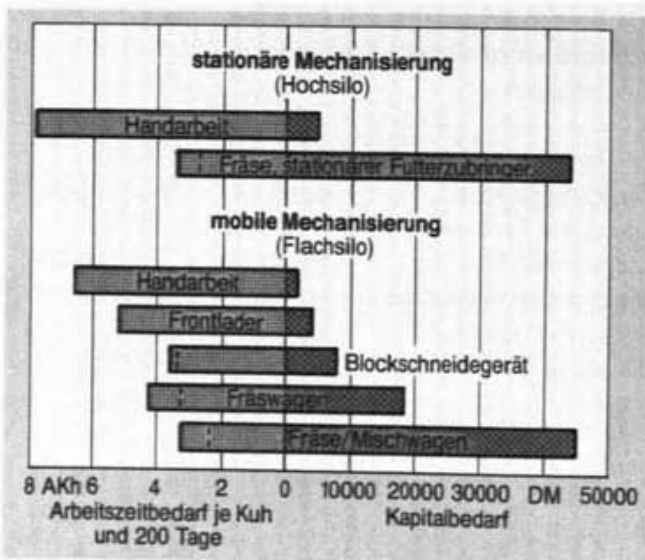 stationäre Mechanisierung
(Hochsilo)
Handarbeit
Fräse, stationärer Futterzubringer
mobile Mechanisierung
(Flachsilo)
Handarbeit
Frontlader
Blockschneidegerät
Fräswagen
Fräse/Mischwagen
8 AKh 6 4 2 0 10000 20000 30000 DM 50000
Arbeitszeitbedarf je Kuh Kapitalbedarf
und 200 Tage